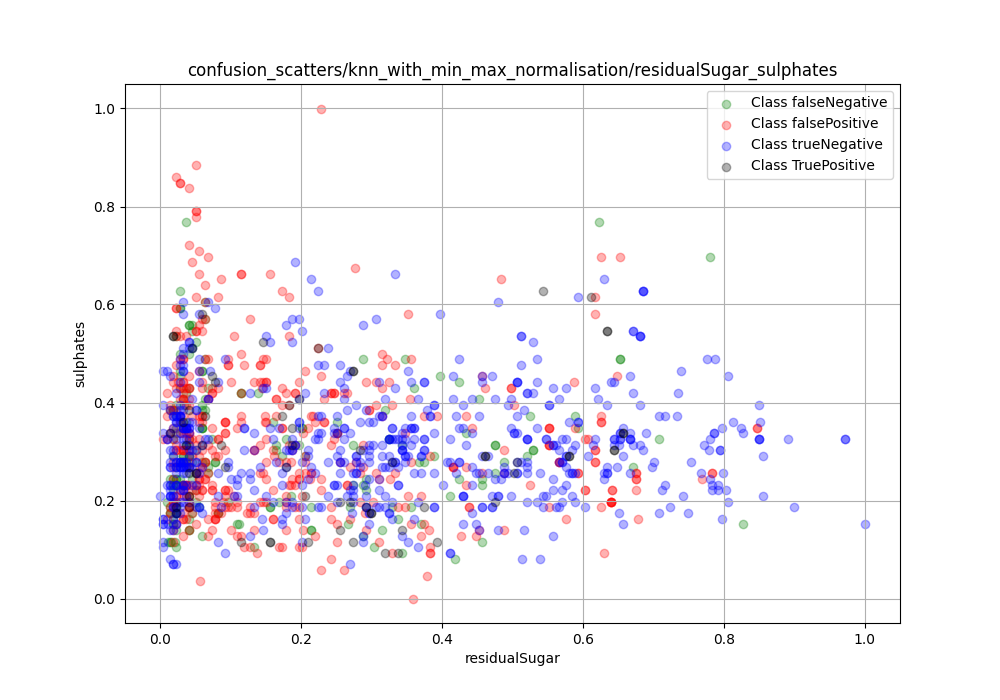 confusion_scatters/knn_with_min_max_normalisation/residualSugar_sulphates
Class falseNegative
Class falsePositive
Class trueNegative
Class TruePositive
1.0
0.8
0.6
0.4
0.2
0.0
sulphates
0.0 0.2 0.4 0.6 0.8 1.0
residualSugar